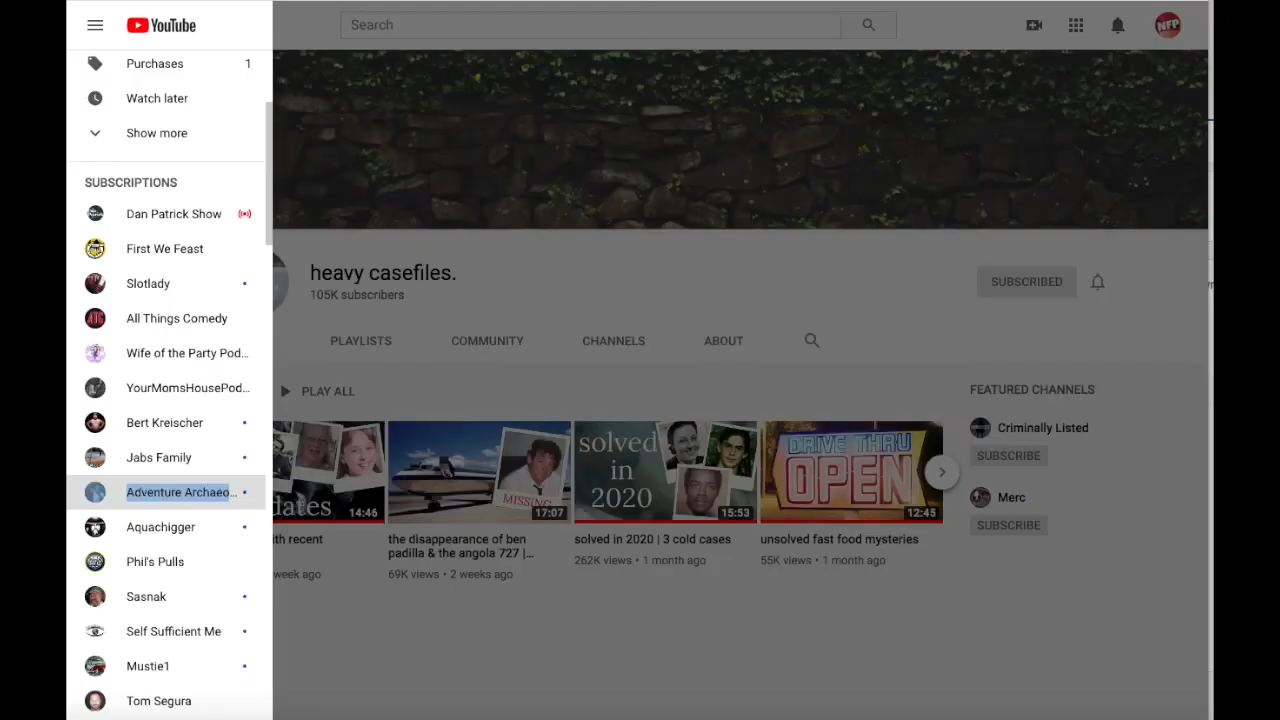 YouTube
Search
NFP
Purchases 1
Watch later
Show more
SUBSCRIPTIONS
Dan Patrick Show
First We Feast
Slotlady
All Things Comedy
Wife of the Party Pod...
YourMomsHousePod...
Bert Kreischer
Jabs Family
Adventure Archaeo...
Aquachigger
Phil's Pulls
Sasnak
Self Sufficient Me
Mustie1
Tom Segura
heavy casefiles.
105K subscribers
SUBSCRIBED
PLAYLISTS
COMMUNITY
CHANNELS
ABOUT
PLAY ALL
dates
14:46
th recent
week ago
MISSING
17:07
the disappearance of ben
padilla & the angola 727 |...
69K views • 2 weeks ago
solved
in
2020
15:53
solved in 2020 | 3 cold cases
262K views • 1 month ago
DRIVE THRU
OPEN
12:45
unsolved fast food mysteries
55K views • 1 month ago
FEATURED CHANNELS
Criminally Listed
SUBSCRIBE
Merc
SUBSCRIBE